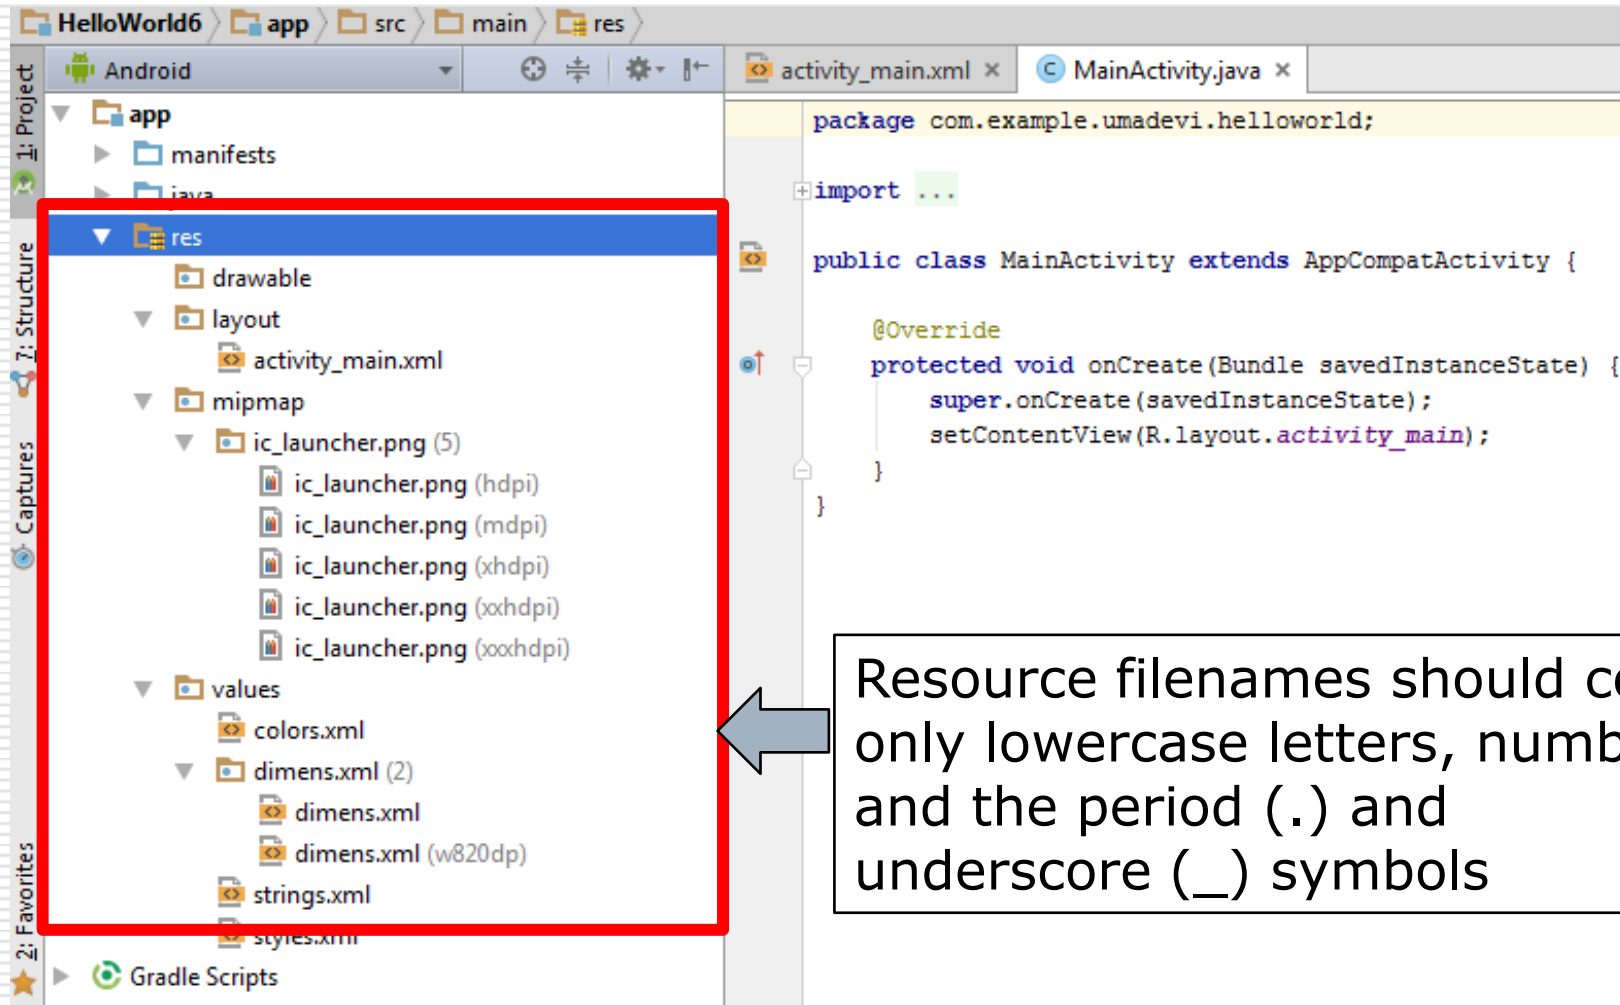 HelloWorld6 app src main res
1: Project
7: Structure
Captures
2: Favorites
Android
app
manifests
java
res
drawable
layout
activity_main.xml
mipmap
ic_launcher.png (5)
ic_launcher.png (hdpi)
ic_launcher.png (mdpi)
ic_launcher.png (xhdpi)
ic_launcher.png (xxhdpi)
ic_launcher.png (xxxhdpi)
values
colors.xml
dimens.xml (2)
dimens.xml
dimens.xml (w820dp)
strings.xml
styles.xml
Gradle Scripts
activity_main.xml MainActivity.java
package com.example.umadevi.helloworld;
import ...
public class MainActivity extends AppCompatActivity {
@Override
protected void onCreate(Bundle savedInstanceState) {
super.onCreate(savedInstanceState);
setContentView(R.layout.activity_main);
}
}
Resource filenames should
only lowercase letters,
and the period (.) and
underscore (_) symbols